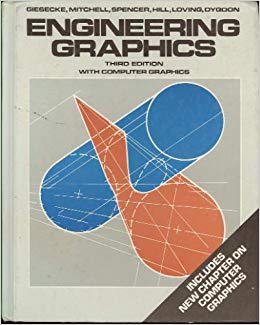 GIESECKE, MITCHELL, SPENCER, HILL, LOVING, DYGDON
ENGINEERING
GRAPHICS
THIRD EDITION
WITH COMPUTER GRAPHICS
INCLUDES
NEW CHAPTER ON
COMPUTER
GRAPHICS